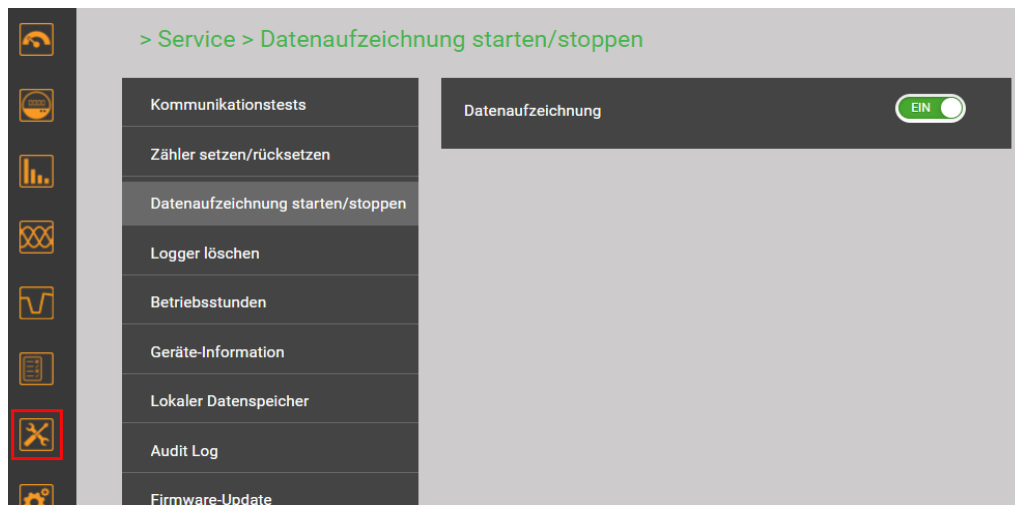 > Service > Datenaufzeichnung starten/stoppen
Kommunikationstests
Zähler setzen/rücksetzen
Datenaufzeichnung starten/stoppen
Logger löschen
Betriebsstunden
Geräte-Information
Lokaler Datenspeicher
Audit Log
Firmware-Update
Datenaufzeichnung
EIN